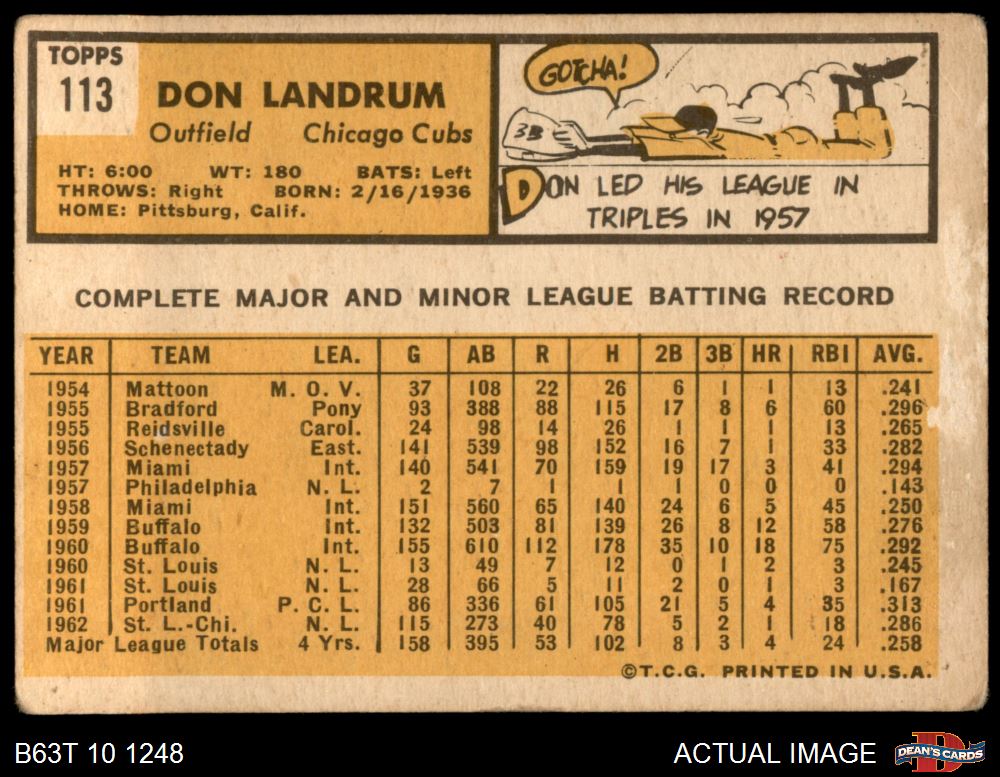 TOPPS
113
DON LANDRUM
Outfield Chicago Cubs
HT: 6:00 WT: 180 BATS: Left
THROWS: Right BORN: 2/16/1936
HOME: Pittsburg, Calif.
GOTCHA!
3B
DON LED HIS LEAGUE IN
TRIPLES IN 1957
COMPLETE MAJOR AND MINOR LEAGUE BATTING RECORD
YEAR TEAM LEA. G AB R H 2B 3B HR RBI AVG.
1954 Mattoon M. O. V. 37 108 22 26 6 1 1 13 .241
1955 Bradford Pony 93 388 88 115 17 8 6 60 .296
1955 Reidsville Carol. 24 98 14 26 1 1 1 13 .265
1956 Schenectady East. 141 539 98 152 16 7 1 33 .282
1957 Miami Int. 140 541 70 159 19 17 3 41 .294
1957 Philadelphia N. L. 2 7 1 1 1 0 0 0 .143
1958 Miami Int. 151 560 65 140 24 6 5 45 .250
1959 Buffalo Int. 132 503 81 139 26 8 12 58 .276
1960 Buffalo Int. 155 610 112 178 35 10 18 75 .292
1960 St. Louis N. L. 13 49 7 12 0 1 2 3 .245
1961 St. Louis N. L. 28 66 5 11 2 0 1 3 .167
1961 Portland P. C. L. 86 336 61 105 21 5 4 35 .313
1962 St. L.-Chi. N. L. 115 273 40 78 5 2 1 18 .286
Major League Totals 4 Yrs. 158 395 53 102 8 3 4 24 .258
©T.C.G. PRINTED IN U.S.A.
B63T 10 1248
ACTUAL IMAGE
DEAN'S CARDS